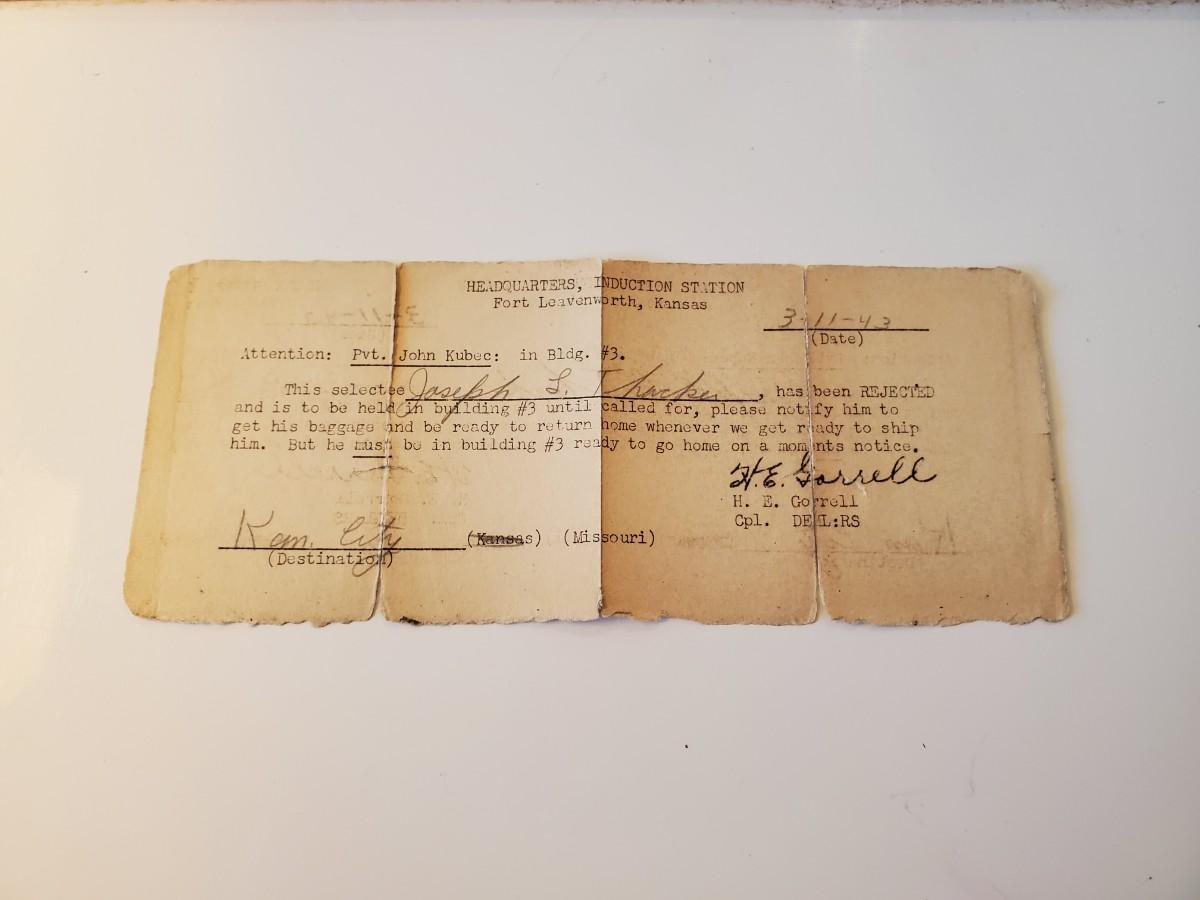 HEADQUARTERS, INDUCTION STATION
Fort Leavenworth, Kansas
3-11-43
(Date)
Attention: Pvt. John Kubec: in Bldg. #3.
This selectee Joseph L. Thacker, has been REJECTED
and is to be held in building #3 until called for, please notify him to
get his baggage and be ready to return home whenever we get ready to ship
him. But he must be in building #3 ready to go home on a moments notice.
H.E. Gorrell
H. E. Gorrell
Cpl. DEML:RS
Kan. City (Kansas) (Missouri)
(Destination)